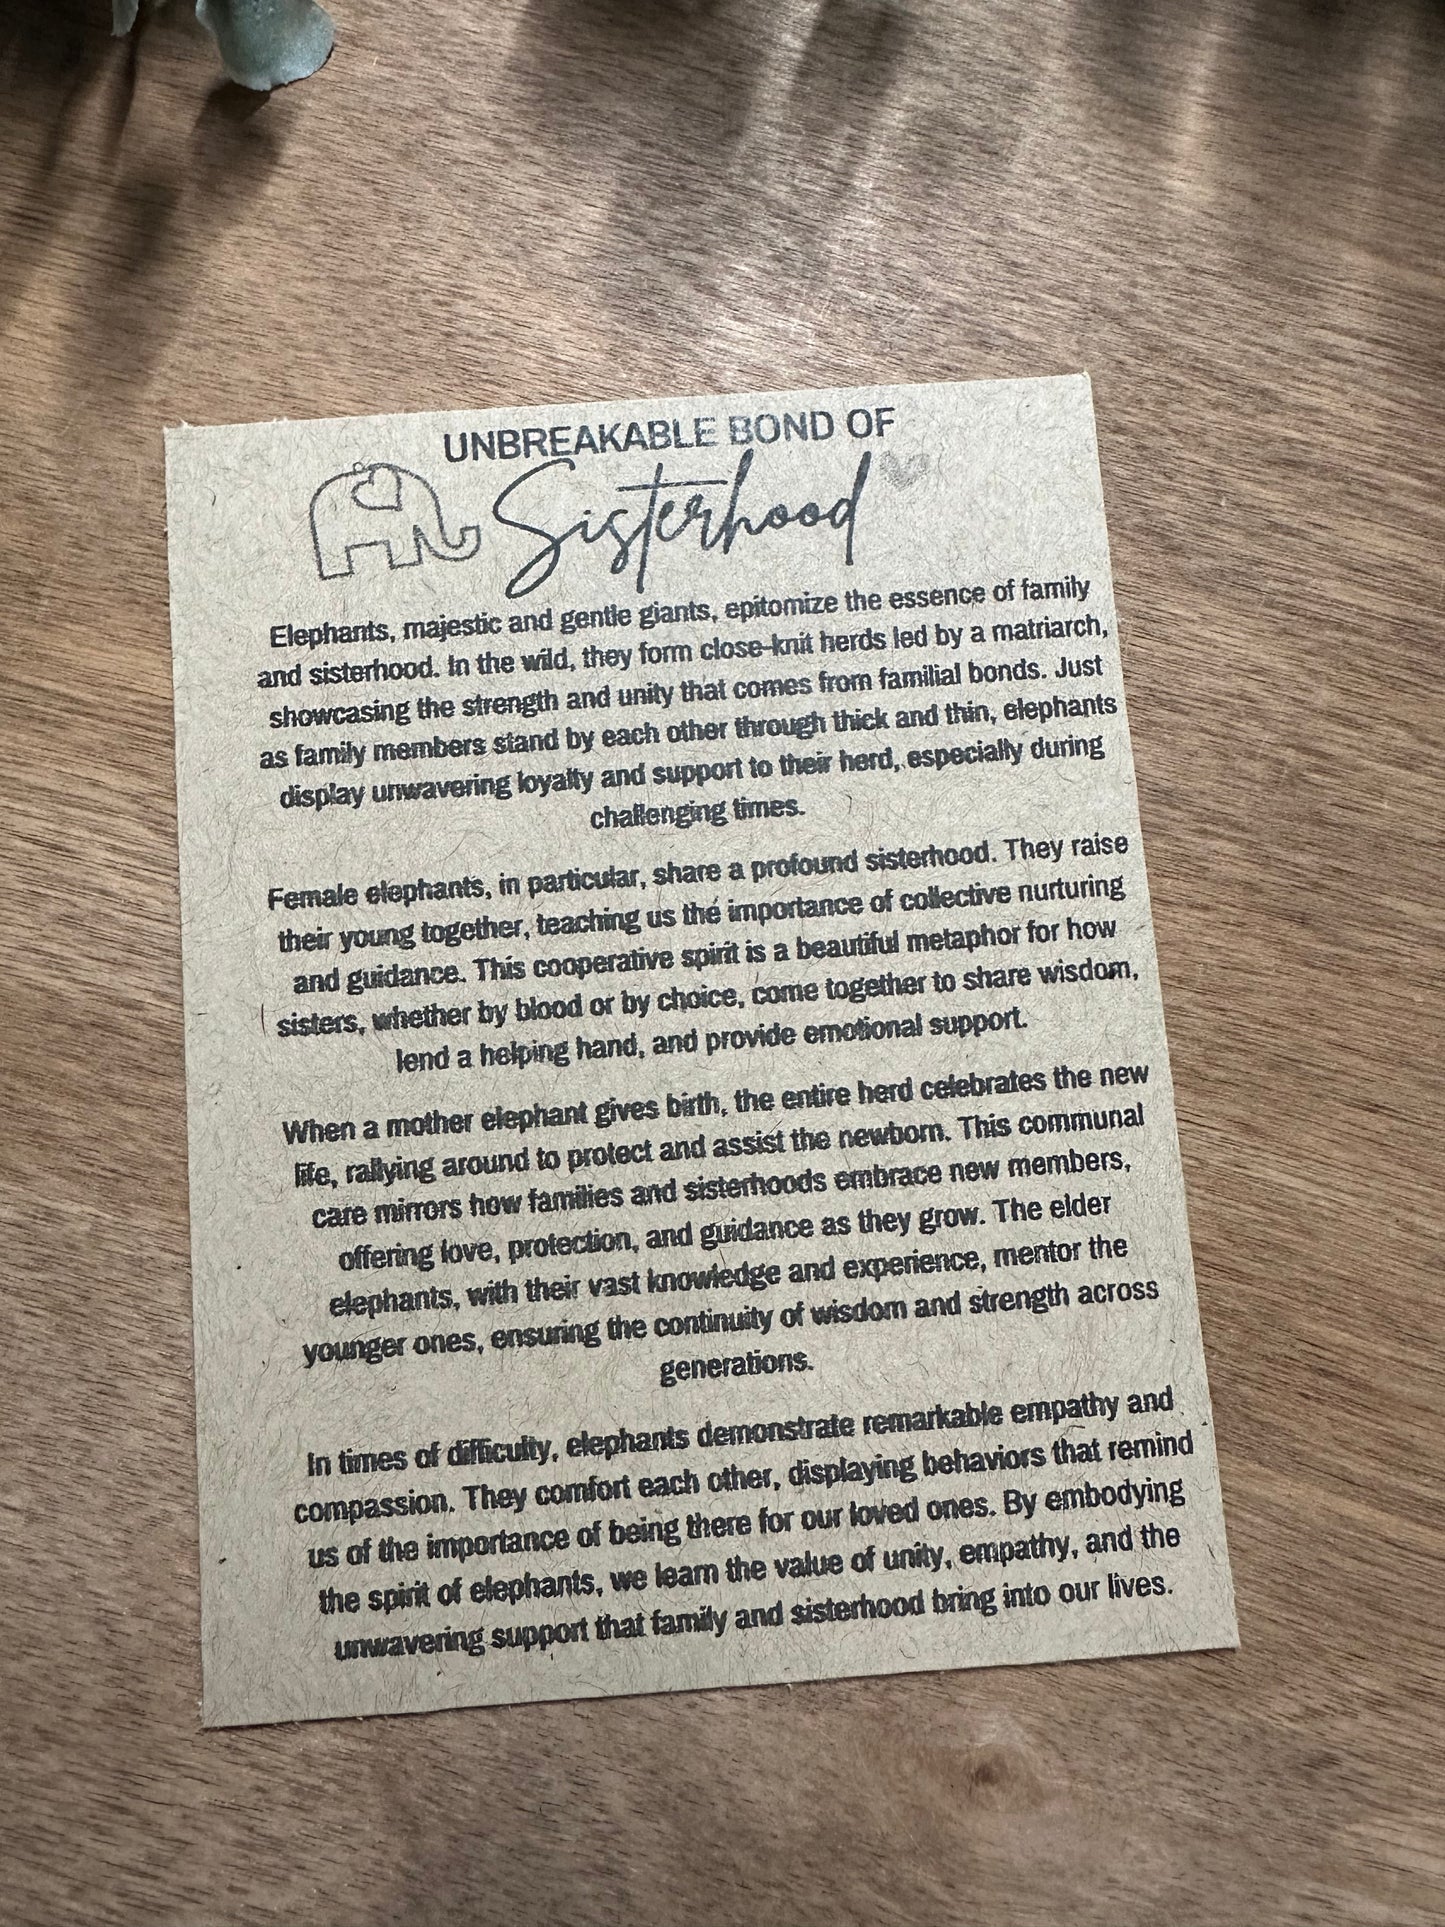 UNBREAKABLE BOND OF
Sisterhood
Elephants, majestic and gentle giants, epitomize the essence of family
and sisterhood. In the wild, they form close-knit herds led by a matriarch,
showcasing the strength and unity that comes from familial bonds. Just
as family members stand by each other through thick and thin, elephants
display unwavering loyalty and support to their herd, especially during
challenging times.
Female elephants, in particular, share a profound sisterhood. They raise
their young together, teaching us the importance of collective nurturing
and guidance. This cooperative spirit is a beautiful metaphor for how
sisters, whether by blood or by choice, come together to share wisdom,
lend a helping hand, and provide emotional support.
When a mother elephant gives birth, the entire herd celebrates the new
life, rallying around to protect and assist the newborn. This communal
care mirrors how families and sisterhoods embrace new members,
offering love, protection, and guidance as they grow. The elder
elephants, with their vast knowledge and experience, mentor the
younger ones, ensuring the continuity of wisdom and strength across
generations.
In times of difficulty, elephants demonstrate remarkable empathy and
compassion. They comfort each other, displaying behaviors that remind
us of the importance of being there for our loved ones. By embodying
the spirit of elephants, we learn the value of unity, empathy, and the
unwavering support that family and sisterhood bring into our lives.